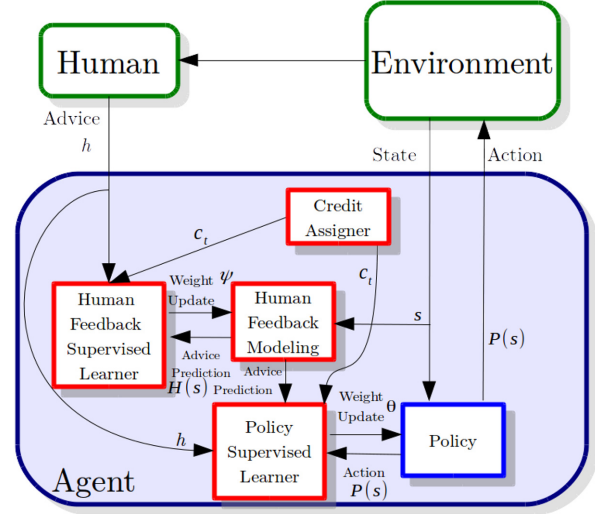 Human
Environment
Advice
h
State
Action
Credit
Assigner
c_t
c_t
Weight ψ
Update
Human
Feedback
Supervised
Learner
Human
Feedback
Modeling
s
P(s)
Advice
Prediction
H(s)
Advice
Prediction
Weight
Update θ
Policy
Supervised
Learner
Policy
h
Action
P(s)
Agent